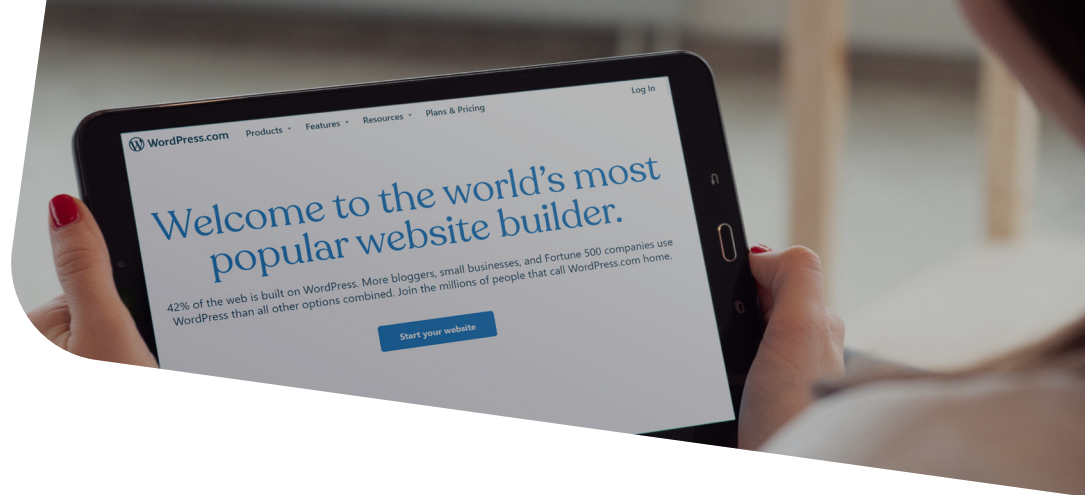 WordPress.com Products Features Resources Plans & Pricing Log In
Welcome to the world's most
popular website builder.
42% of the web is built on WordPress. More bloggers, small businesses, and Fortune 500 companies use
WordPress than all other options combined. Join the millions of people that call WordPress.com home.
Start your website